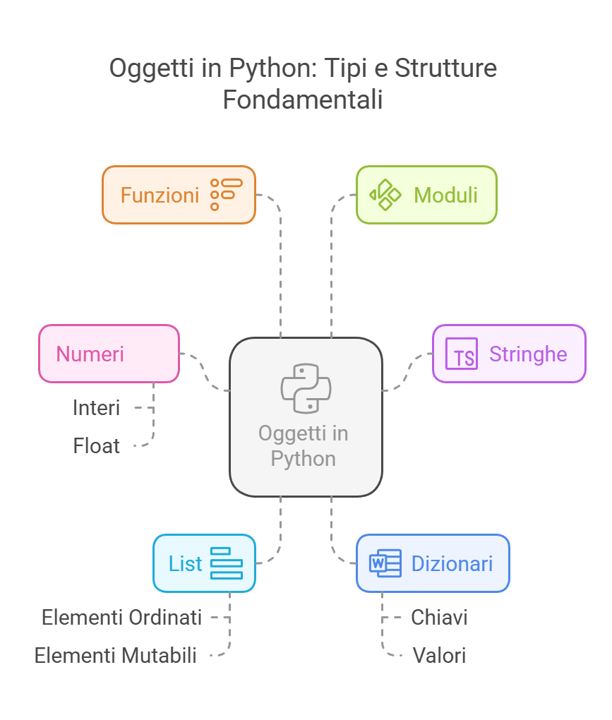 Oggetti in Python: Tipi e Strutture
Fondamentali
Funzioni
Moduli
Numeri
TS
Stringhe
Interi
Float
Oggetti in
Python
List
W
Dizionari
Elementi Ordinati
Chiavi
Elementi Mutabili
Valori